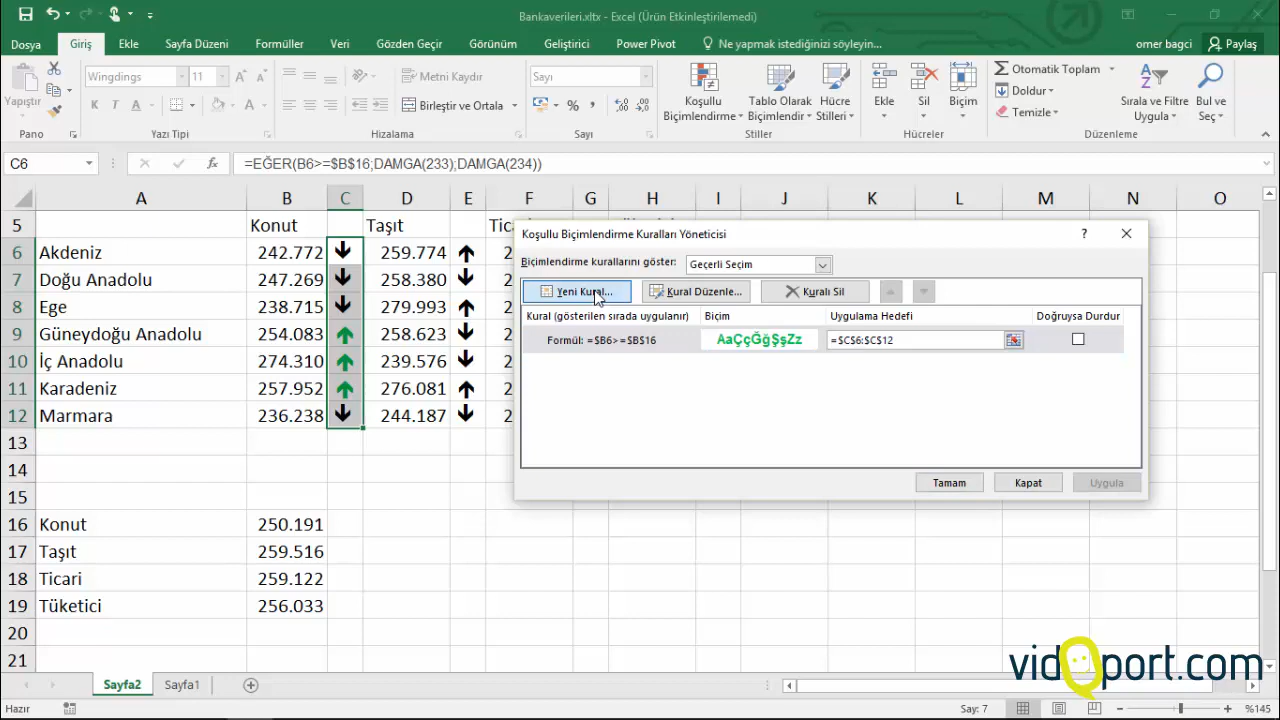 Bankaverileri.xltx - Excel (Ürün Etkinleştirilemedi)
Dosya Giriş Ekle Sayfa Düzeni Formüller Veri Gözden Geçir Görünüm Geliştirici Power Pivot Ne yapmak istediğinizi söyleyin... omer bagci Paylaş
Yapıştır Wingdings 11 Metni Kaydır Sayı Koşullu Biçimlendirme Tablo Olarak Biçimlendir Hücre Stilleri Ekle Sil Biçim Otomatik Toplam Sırala ve Filtre Uygula Bul ve Seç
K T A Birleştir ve Ortala % Doldur
Temizle
Pano Yazı Tipi Hizalama Sayı Stiller Hücreler Düzenleme
C6 fx =EĞER(B6>=$B$16;DAMGA(233);DAMGA(234))
A B C D E F G H I J K L M N O
5 Konut Taşıt
6 Akdeniz 242.772 259.774
7 Doğu Anadolu 247.269 258.380
8 Ege 238.715 279.993
9 Güneydoğu Anadolu 254.083 258.623
10 İç Anadolu 274.310 239.576
11 Karadeniz 257.952 276.081
12 Marmara 236.238 244.187
13
14
15
16 Konut 250.191
17 Taşıt 259.516
18 Ticari 259.122
19 Tüketici 256.033
20
21
Koşullu Biçimlendirme Kuralları Yöneticisi ?
Biçimlendirme kurallarını göster: Geçerli Seçim
Yeni Kural... Kural Düzenle... Kuralı Sil
Kural (gösterilen sırada uygulanır) Biçim Uygulama Hedefi Doğruysa Durdur
Formül: =$B6>=$B$16 AaÇçĞğŞşZz =$C$6:$C$12
Tamam Kapat Uygula
Sayfa2 Sayfa1
Hazır Say: 7 %145
vidoport.com